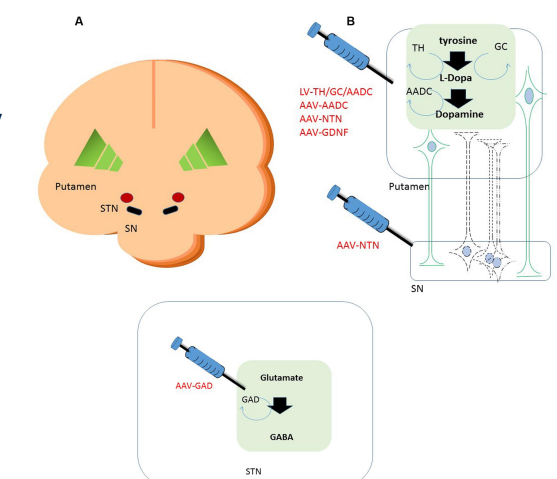 A
B
tyrosine
TH
GC
L-Dopa
AADC
Dopamine
LV-TH/GC/AADC
AAV-AADC
AAV-NTN
AAV-GDNF
Putamen
STN
SN
Putamen
AAV-NTN
SN
AAV-GAD
Glutamate
GAD
GABA
STN